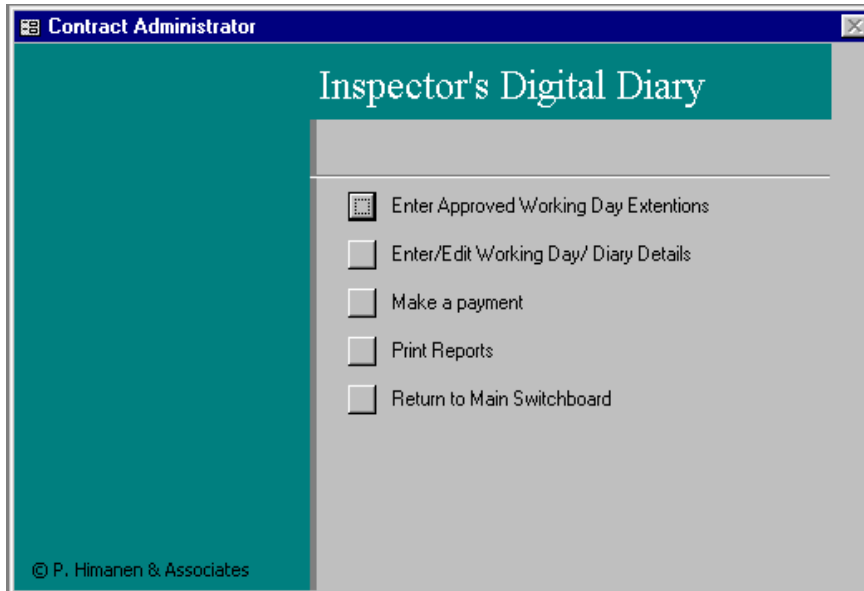 Contract Administrator
Inspector's Digital Diary
Enter Approved Working Day Extentions
Enter/Edit Working Day/ Diary Details
Make a payment
Print Reports
Return to Main Switchboard
© P. Himanen & Associates